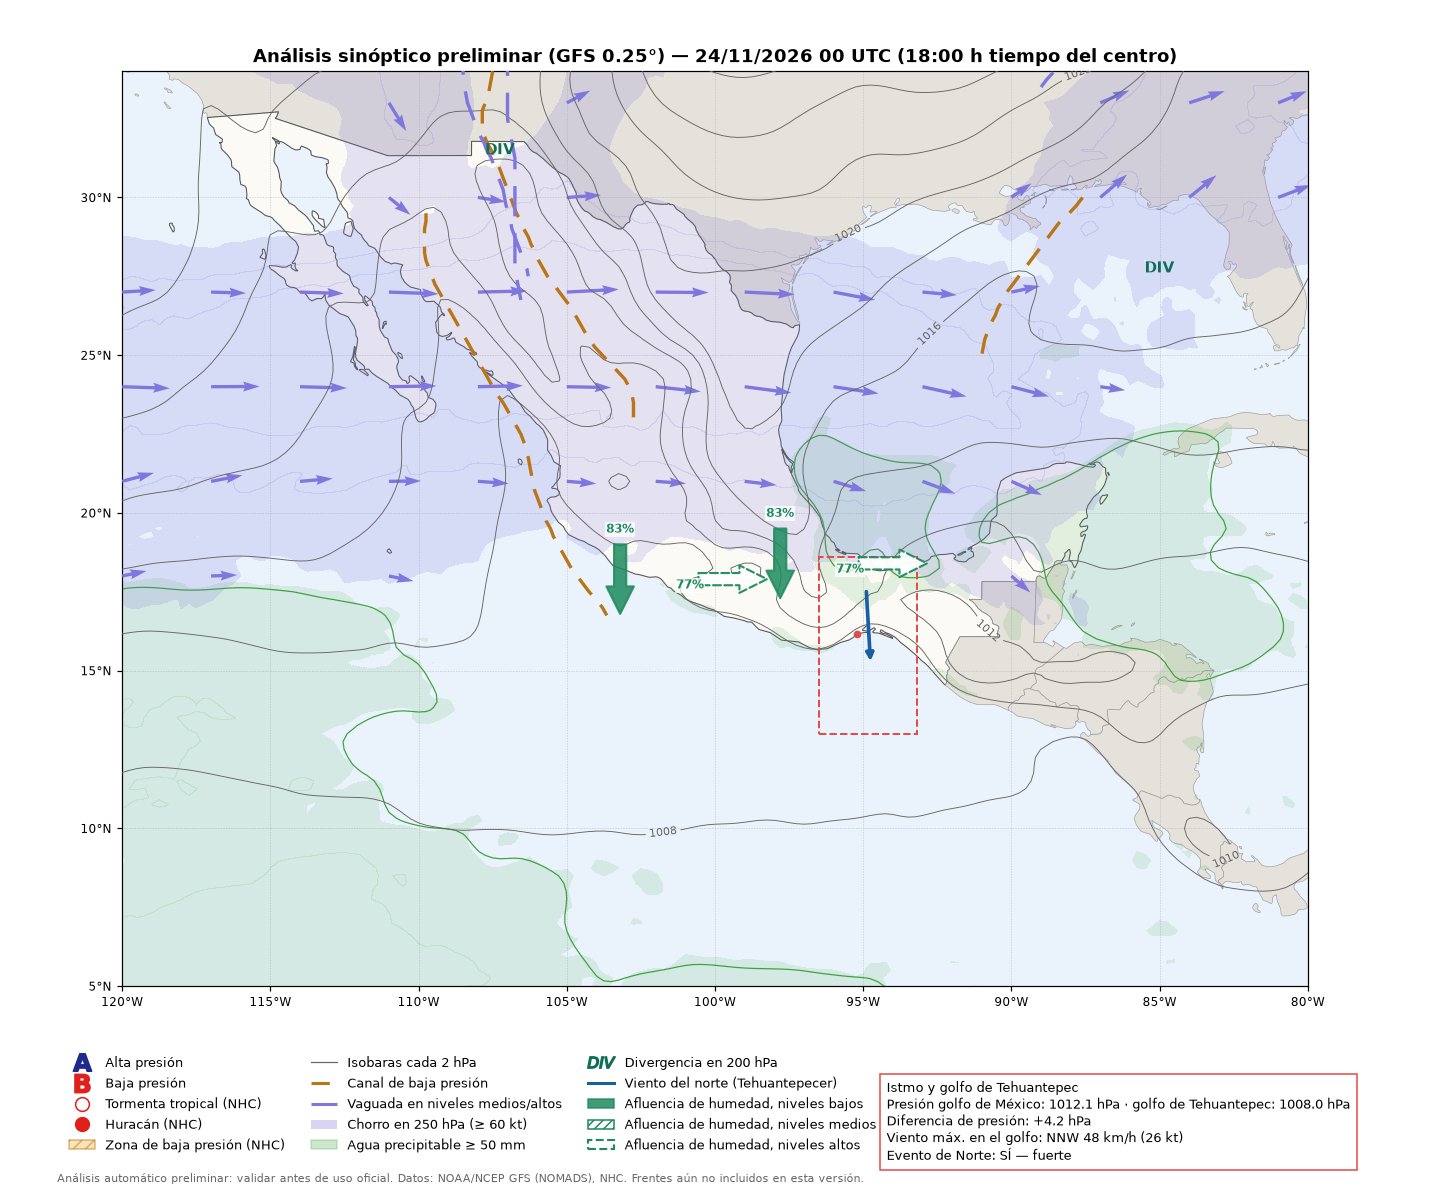 Análisis sinóptico preliminar (GFS 0.25°) — 24/11/2026 00 UTC (18:00 h tiempo del centro)
1020
DIV
30°N
1020
DIV
1016
25°N
20°N
83%
83%
77%
77%
1012
15°N
10°N
1008
1010
5°N
120°W
115°W
110°W
105°W
100°W
95°W
90°W
85°W
80°W
A Alta presión
B Baja presión
Tormenta tropical (NHC)
Huracán (NHC)
Zona de baja presión (NHC)
Isobaras cada 2 hPa
Canal de baja presión
Vaguada en niveles medios/altos
Chorro en 250 hPa (≥ 60 kt)
Agua precipitable ≥ 50 mm
DIV Divergencia en 200 hPa
Viento del norte (Tehuantepecer)
Afluencia de humedad, niveles bajos
Afluencia de humedad, niveles medios
Afluencia de humedad, niveles altos
Istmo y golfo de Tehuantepec
Presión golfo de México: 1012.1 hPa · golfo de Tehuantepec: 1008.0 hPa
Diferencia de presión: +4.2 hPa
Viento máx. en el golfo: NNW 48 km/h (26 kt)
Evento de Norte: SÍ — fuerte
Análisis automático preliminar: validar antes de uso oficial. Datos: NOAA/NCEP GFS (NOMADS), NHC. Frentes aún no incluidos en esta versión.